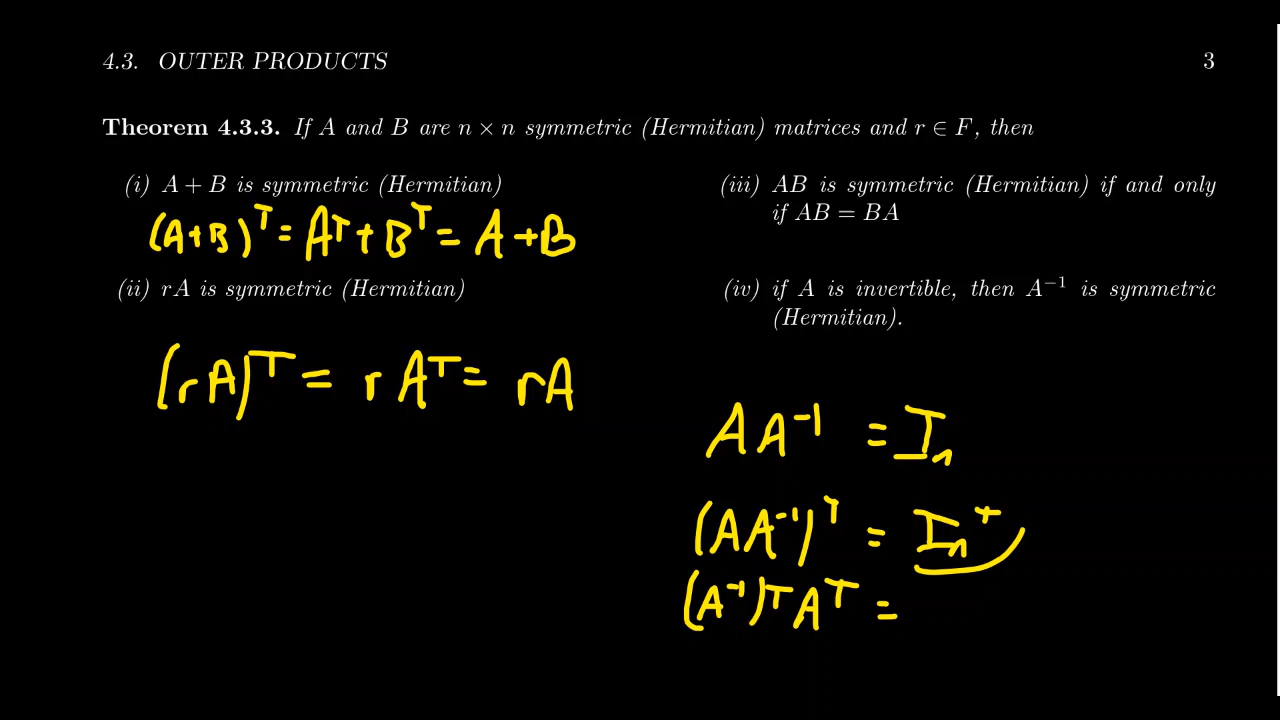 4.3. OUTER PRODUCTS 3
Theorem 4.3.3. If A and B are n × n symmetric (Hermitian) matrices and r ∈ F, then
(i) A + B is symmetric (Hermitian)
(A+B)ᵀ = Aᵀ + Bᵀ = A + B
(ii) rA is symmetric (Hermitian)
(rA)ᵀ = rAᵀ = rA
(iii) AB is symmetric (Hermitian) if and only
if AB = BA
(iv) if A is invertible, then A⁻¹ is symmetric
(Hermitian).
AA⁻¹ = Iₙ
(AA⁻¹)ᵀ = Iₙᵀ
(A⁻¹)ᵀAᵀ =